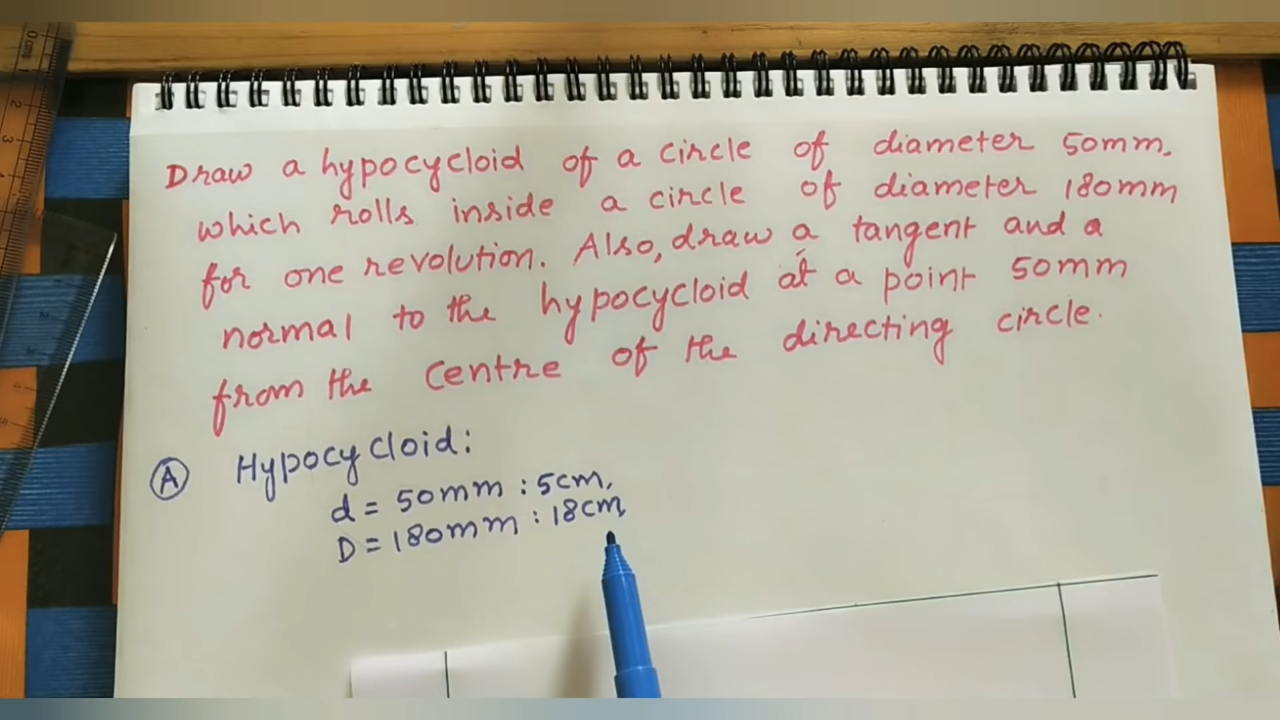 Draw a hypocycloid of a circle of diameter 50mm.
which rolls inside a circle of diameter 180mm
for one revolution. Also, draw a tangent and a
normal to the hypocycloid at a point 50mm
from the centre of the directing circle.
A Hypocycloid:
d = 50mm : 5cm,
D = 180mm : 18cm,